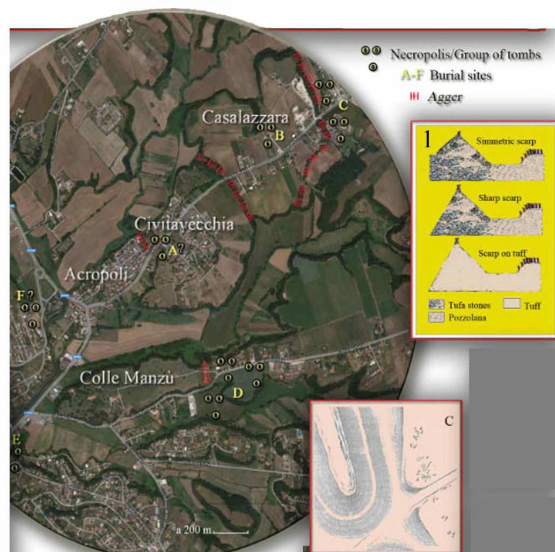 Necropolis/Group of tombs
A-F Burial sites
Agger
C
Casalazzara
B
Civitavecchia
A?
Acropoli
F?
Colle Manzù
D
E
a 200 m
1
Simmetric scarp
Sharp scarp
Scarp on tuff
Tufa stones
Tuff
Pozzolana
C